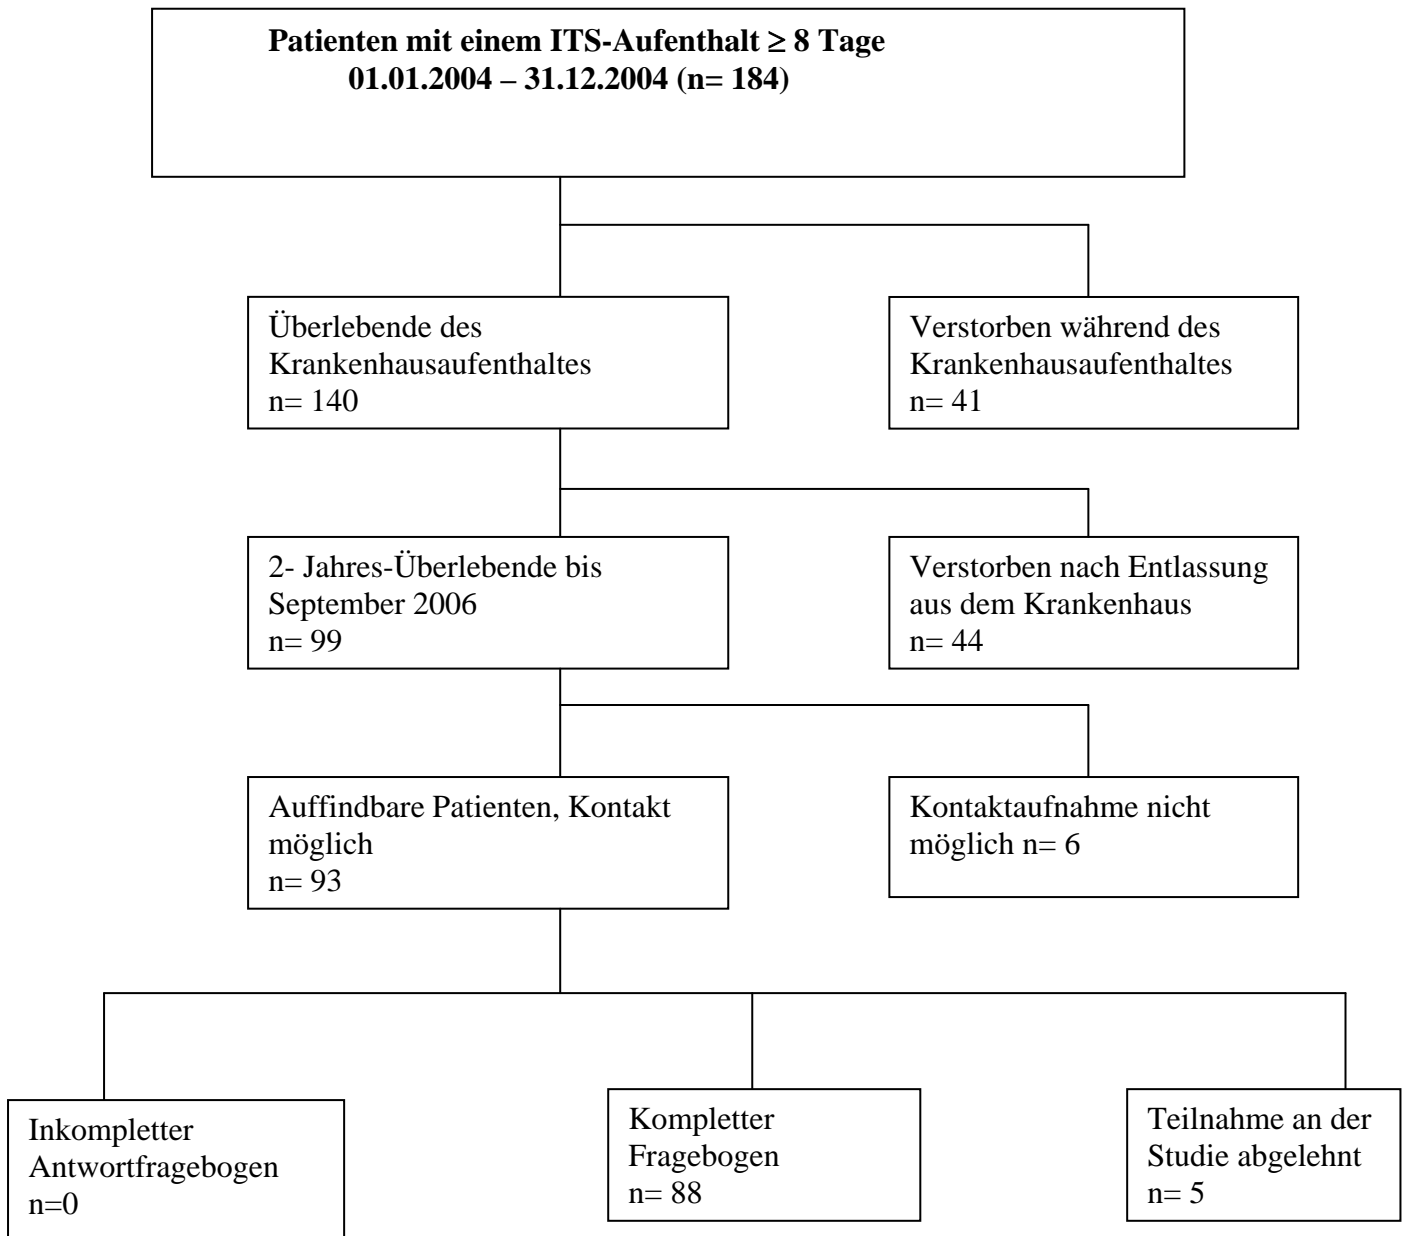 Patienten mit einem ITS-Aufenthalt ≥ 8 Tage
01.01.2004 – 31.12.2004 (n= 184)
Überlebende des
Krankenhausaufenthaltes
n= 140
Verstorben während des
Krankenhausaufenthaltes
n= 41
2- Jahres-Überlebende bis
September 2006
n= 99
Verstorben nach Entlassung
aus dem Krankenhaus
n= 44
Auffindbare Patienten, Kontakt
möglich
n= 93
Kontaktaufnahme nicht
möglich n= 6
Inkompletter
Antwortfragebogen
n=0
Kompletter
Fragebogen
n= 88
Teilnahme an der
Studie abgelehnt
n= 5